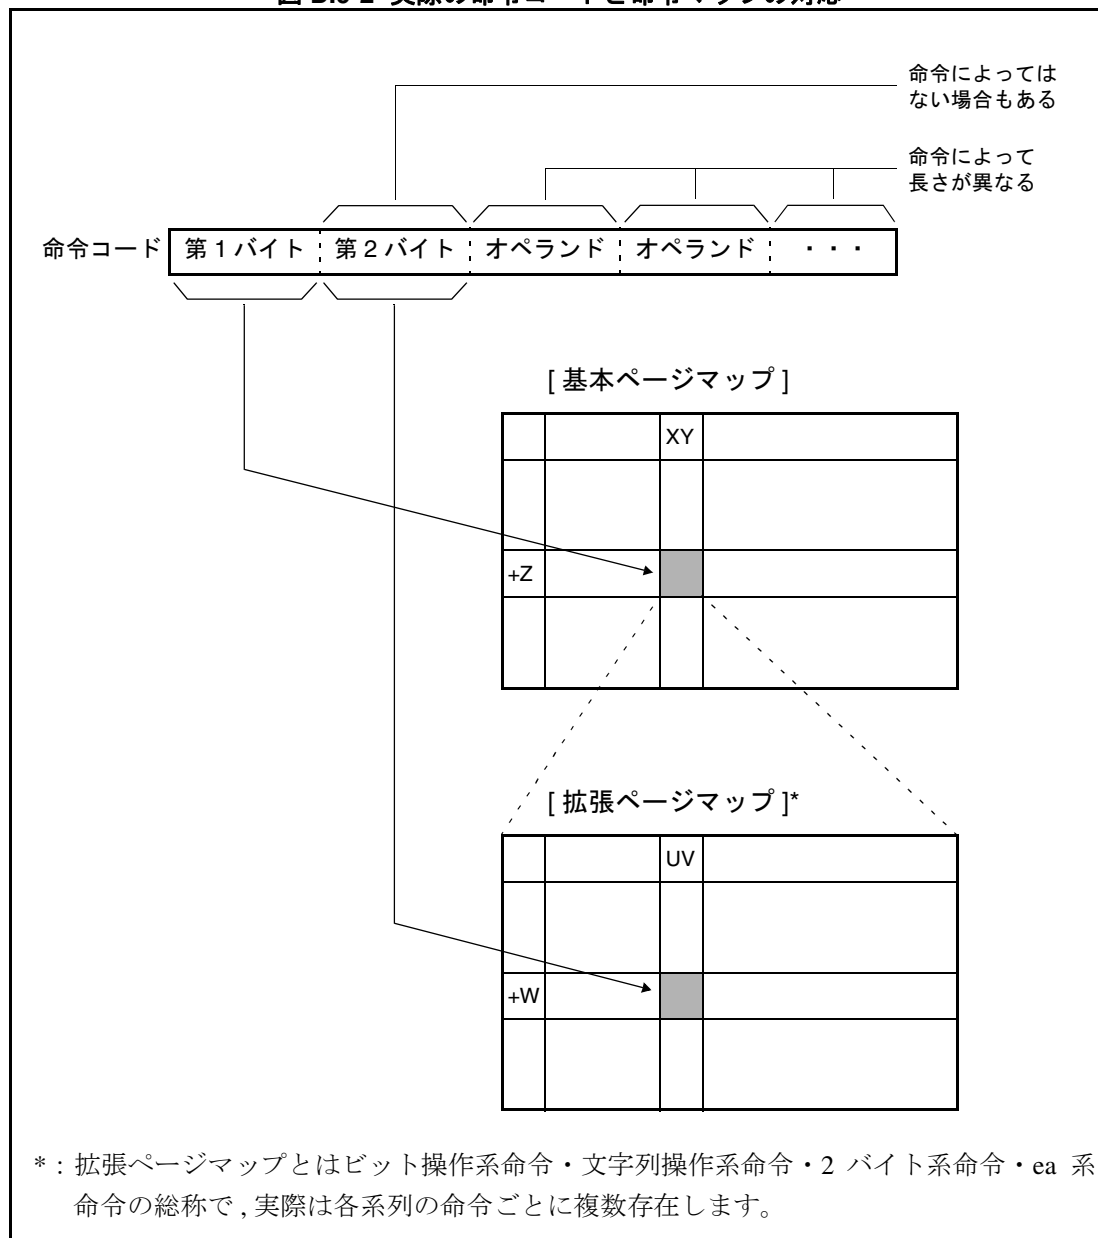 命令によっては
ない場合もある
命令によって
長さが異なる
命令コード 第 1 バイト 第 2 バイト オペランド オペランド ・・・
[ 基本ページマップ ]
XY
+Z
[ 拡張ページマップ ]*
UV
+W
* : 拡張ページマップとはビット操作系命令・文字列操作系命令・2 バイト系命令・ea 系
命令の総称で , 実際は各系列の命令ごとに複数存在します。